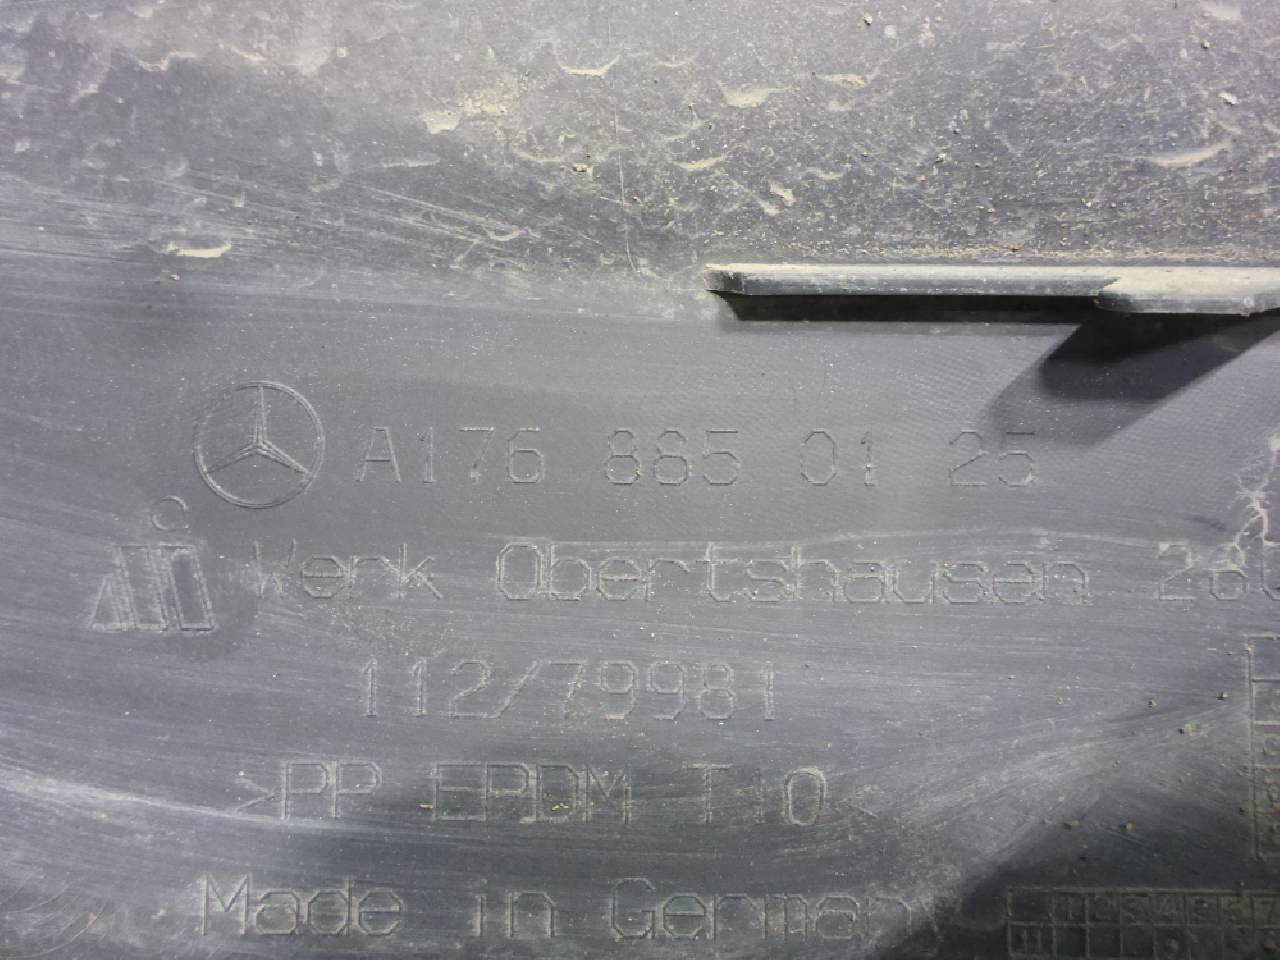 A176 885 01 25
Werk Obertshausen
112/79981
>PP EPDM T10<
Made in Germany